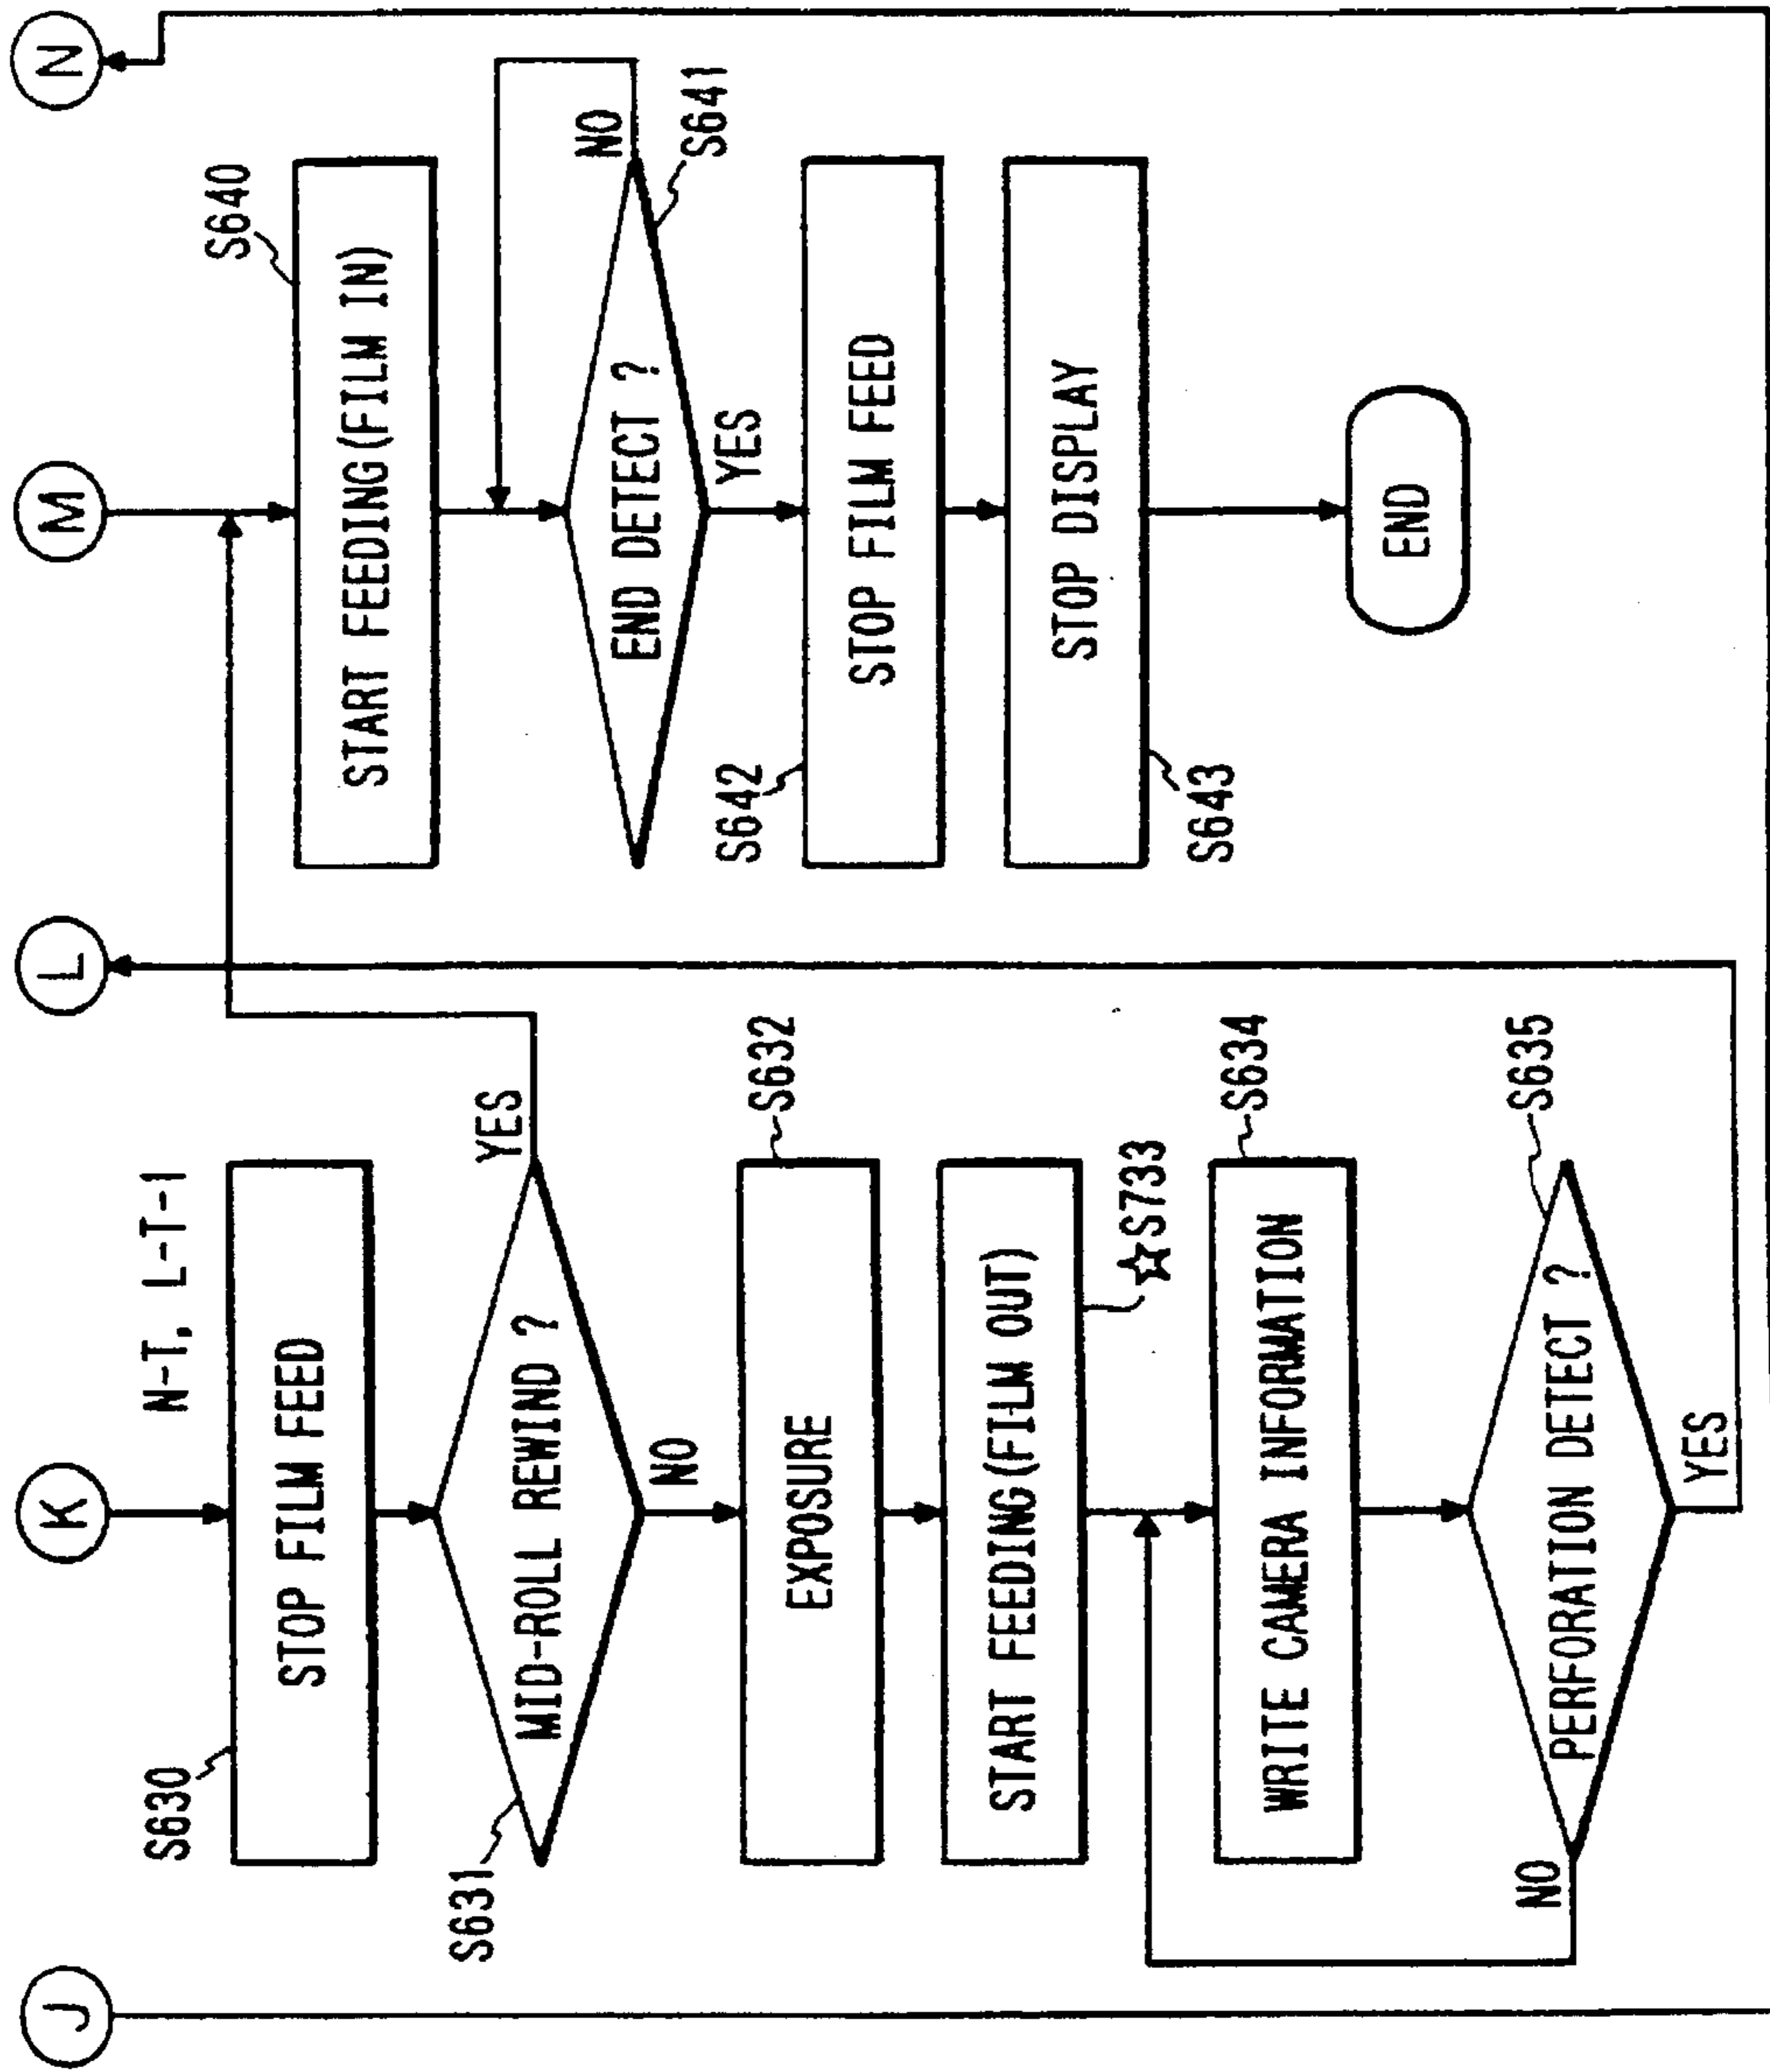 J
K
L
M
N
N-T, L-T-1
S630
STOP FILM FEED
S631
MID-ROLL REWIND ?
YES
NO
S632
EXPOSURE
START FEEDING(FILM OUT)
☆S733
WRITE CAMERA INFORMATION
S634
PERFORATION DETECT ?
S635
NO
YES
S640
START FEEDING(FILM IN)
END DETECT ?
NO
S641
YES
S642
STOP FILM FEED
STOP DISPLAY
S643
END